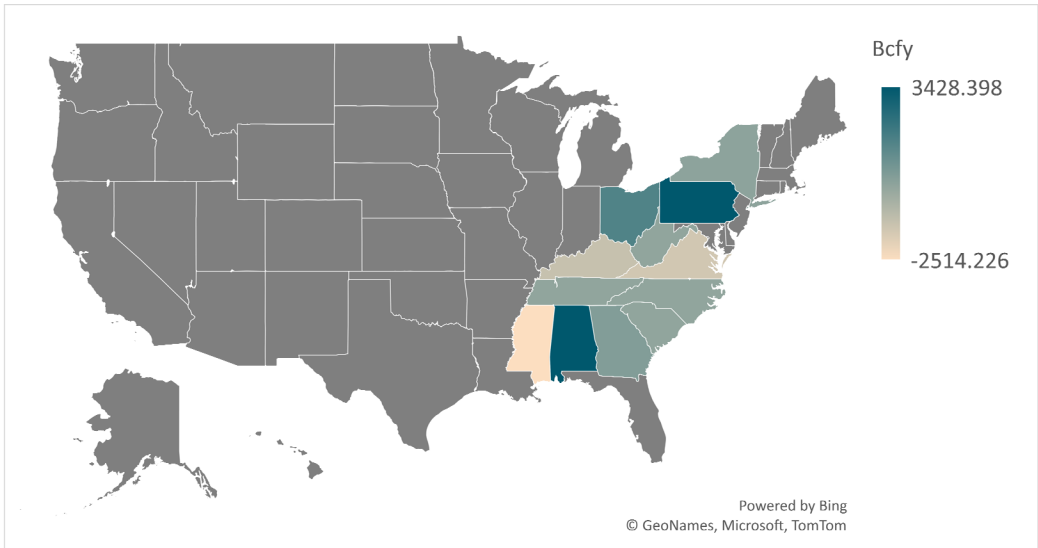 Bcfy
3428.398
-2514.226
Powered by Bing
© GeoNames, Microsoft, TomTom